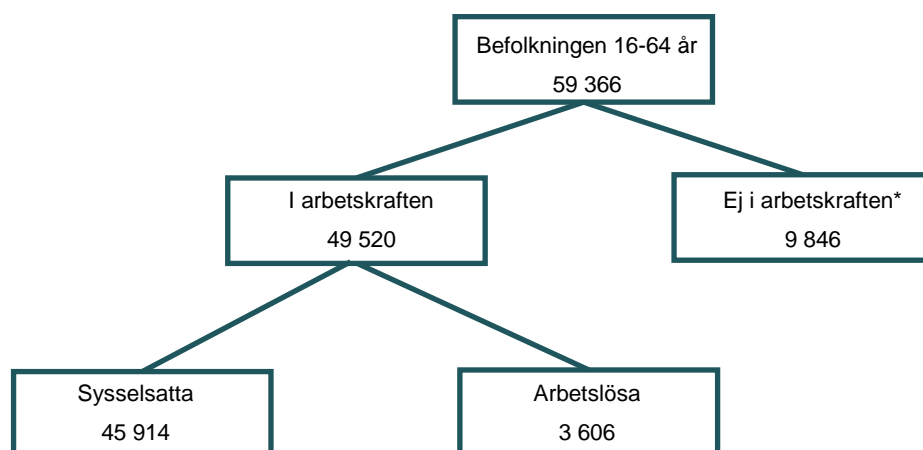 Befolkningen 16-64 år
59 366
I arbetskraften
49 520
Ej i arbetskraften*
9 846
Sysselsatta
45 914
Arbetslösa
3 606